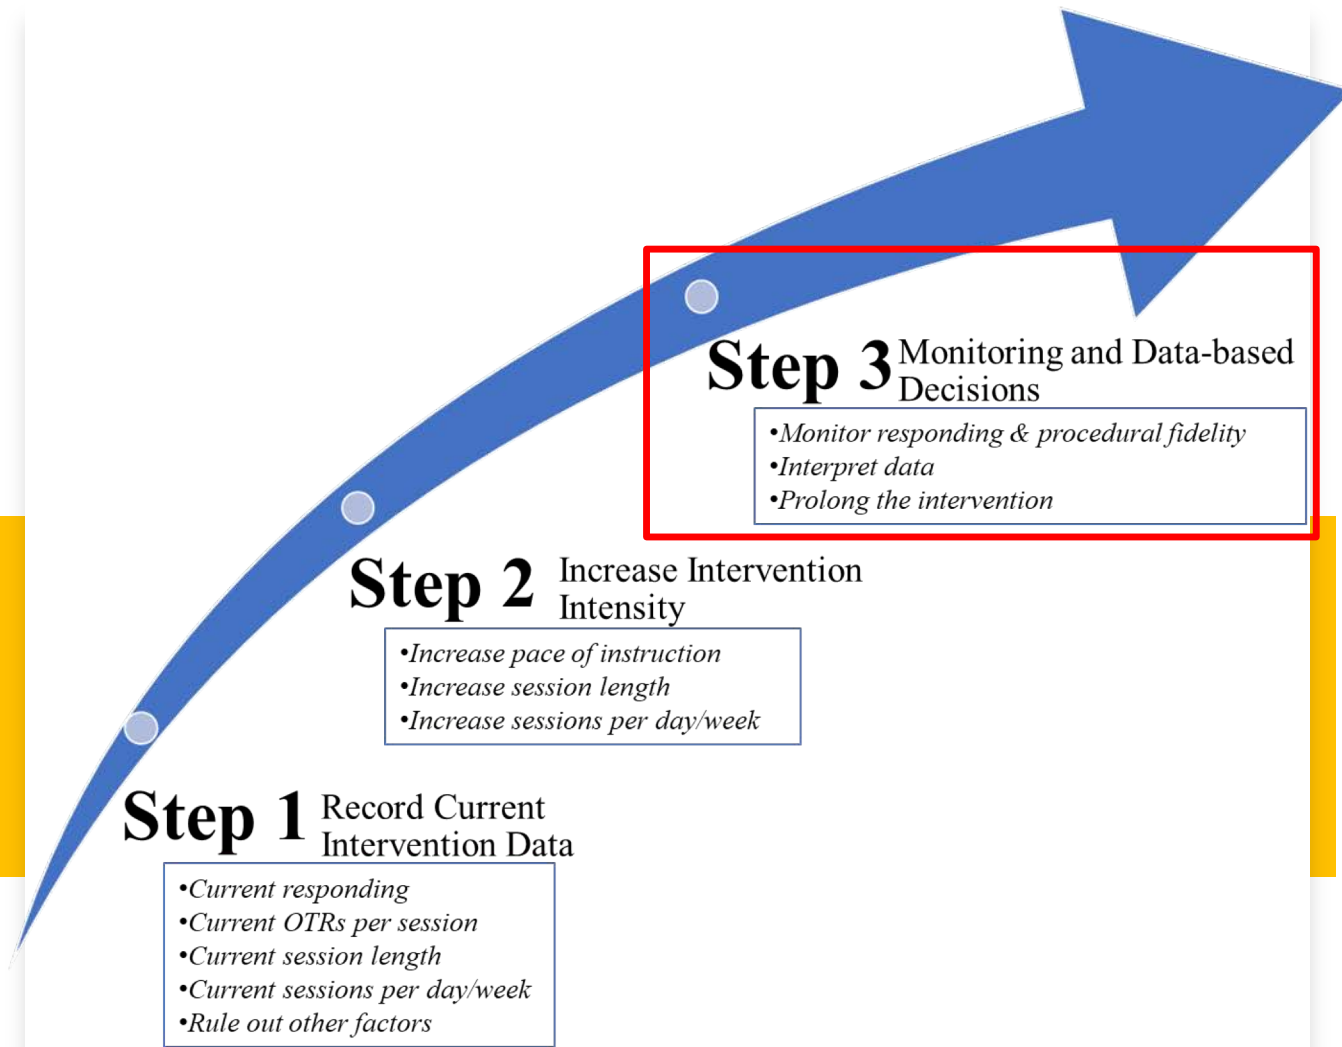 Step 3 Monitoring and Data-based
Decisions
•Monitor responding & procedural fidelity
•Interpret data
•Prolong the intervention
Step 2 Increase Intervention
Intensity
•Increase pace of instruction
•Increase session length
•Increase sessions per day/week
Step 1 Record Current
Intervention Data
•Current responding
•Current OTRs per session
•Current session length
•Current sessions per day/week
•Rule out other factors